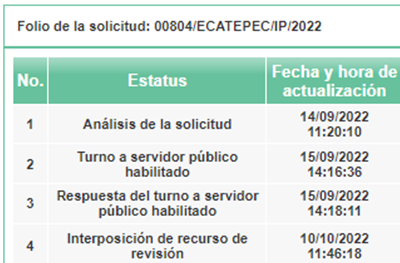 Folio de la solicitud: 00804/ECATEPEC/IP/2022
No. Estatus Fecha y hora de
actualización
1 Análisis de la solicitud 14/09/2022
11:20:10
2 Turno a servidor público
habilitado 15/09/2022
14:16:36
3 Respuesta del turno a servidor
público habilitado 15/09/2022
14:18:11
4 Interposición de recurso de
revisión 10/10/2022
11:46:18